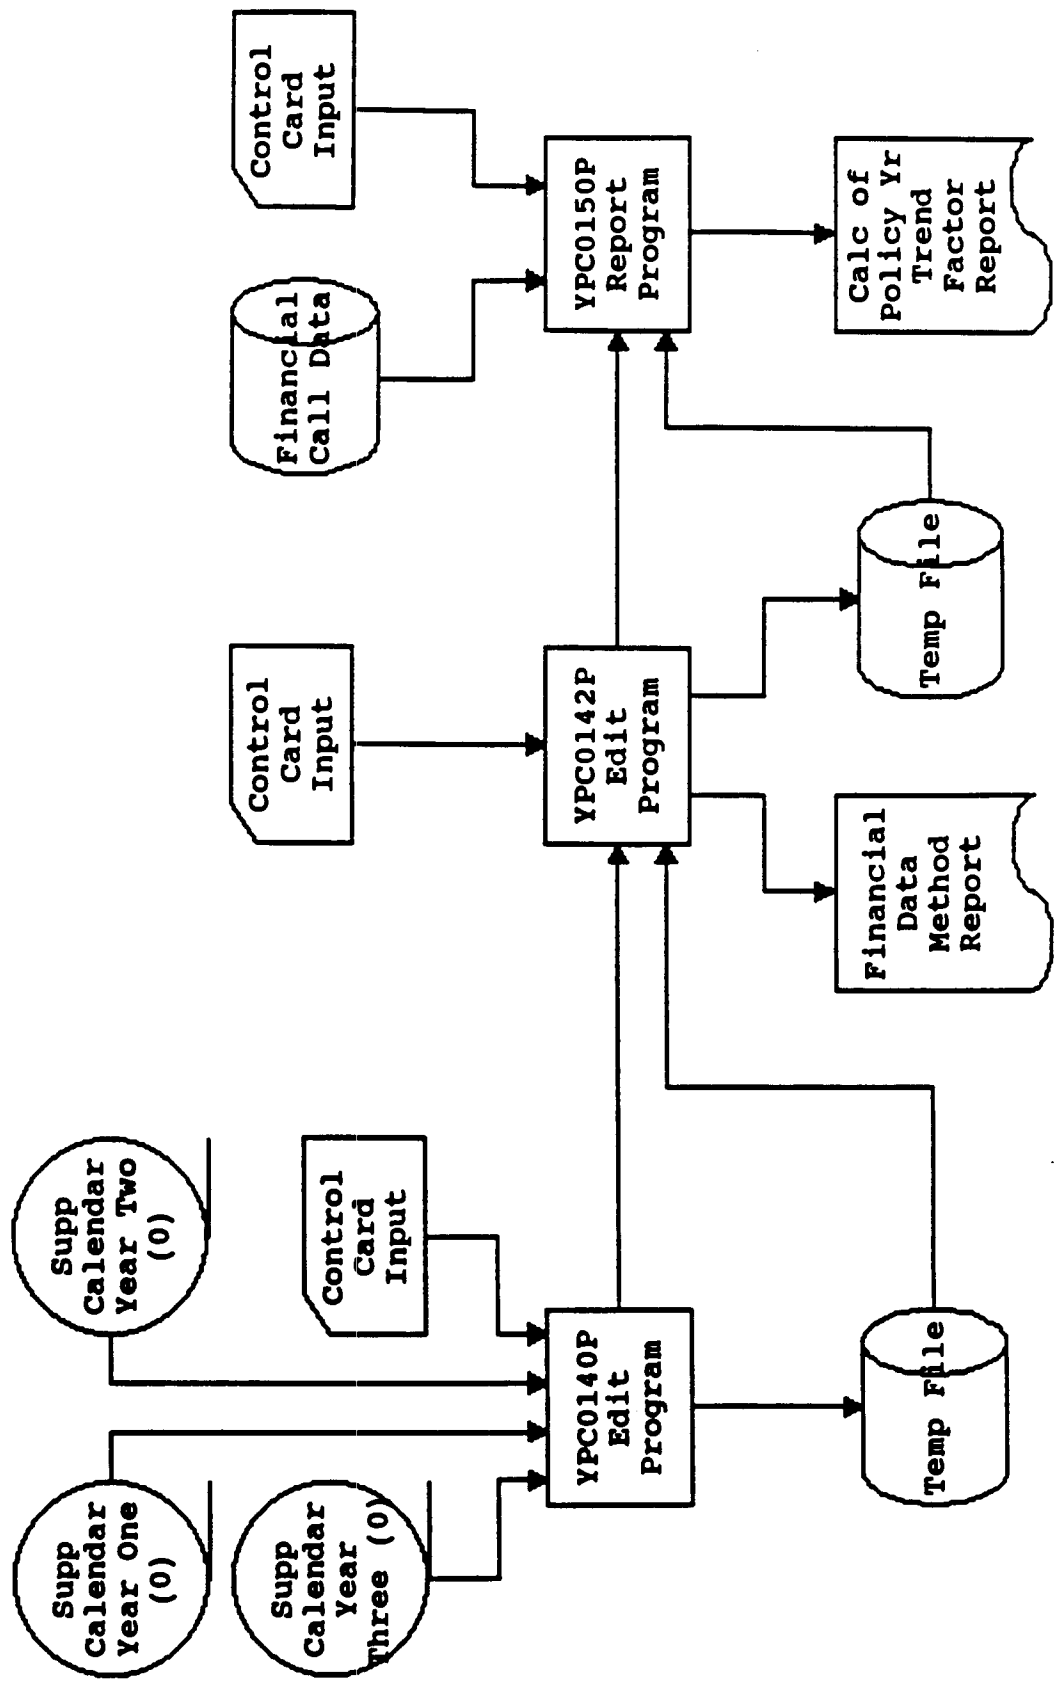 Supp
Calendar
Year One
(0)
Supp
Calendar
Year Two
(0)
Supp
Calendar
Year
Three (0)
Control
Card
Input
Control
Card
Input
Financial
Call Data
Control
Card
Input
YPC0140P
Edit
Program
YPC0142P
Edit
Program
YPC0150P
Report
Program
Temp File
Financial
Data
Method
Report
Temp File
Calc of
Policy Yr
Trend
Factor
Report